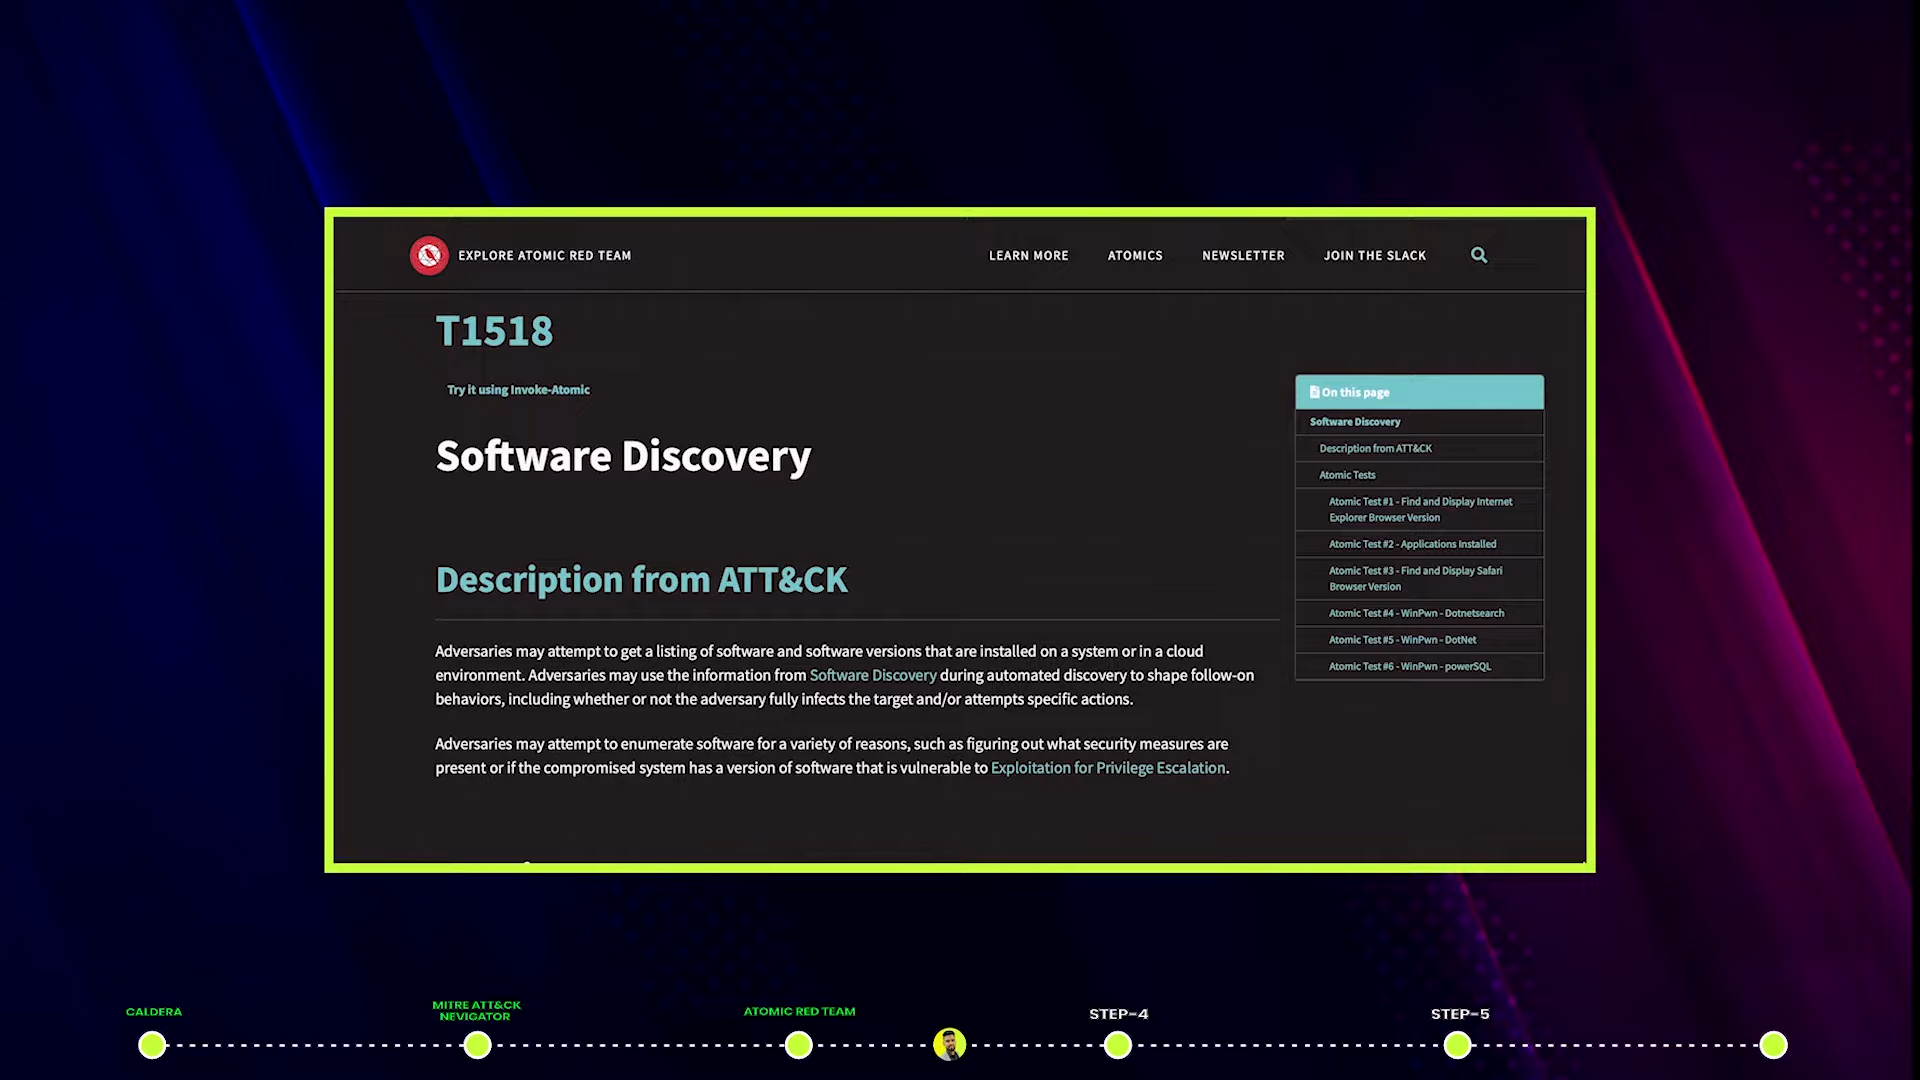 EXPLORE ATOMIC RED TEAM
LEARN MORE
ATOMICS
NEWSLETTER
JOIN THE SLACK
T1518
Try it using Invoke-Atomic
Software Discovery
Description from ATT&CK
Adversaries may attempt to get a listing of software and software versions that are installed on a system or in a cloud
environment. Adversaries may use the information from Software Discovery during automated discovery to shape follow-on
behaviors, including whether or not the adversary fully infects the target and/or attempts specific actions.
Adversaries may attempt to enumerate software for a variety of reasons, such as figuring out what security measures are
present or if the compromised system has a version of software that is vulnerable to Exploitation for Privilege Escalation.
On this page
Software Discovery
Description from ATT&CK
Atomic Tests
Atomic Test #1 - Find and Display Internet
Explorer Browser Version
Atomic Test #2 - Applications Installed
Atomic Test #3 - Find and Display Safari
Browser Version
Atomic Test #4 - WinPwn - Dotnetsearch
Atomic Test #5 - WinPwn - DotNet
Atomic Test #6 - WinPwn - powerSQL
CALDERA
MITRE ATT&CK
NEVIGATOR
ATOMIC RED TEAM
STEP-4
STEP-5